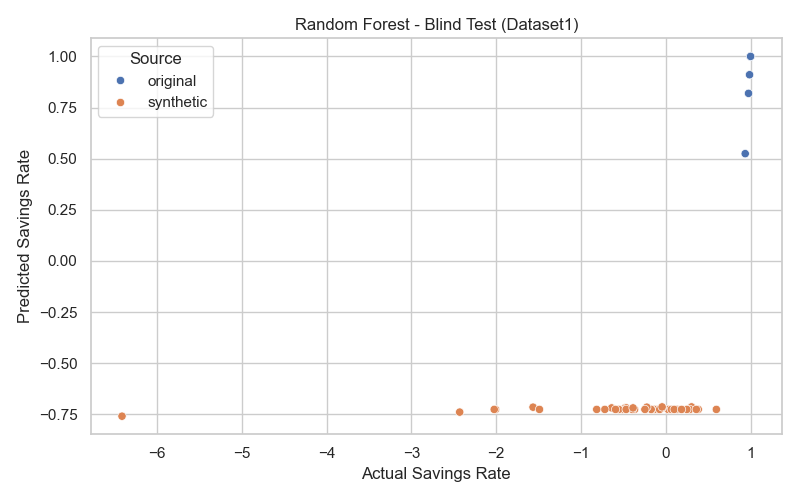 Random Forest - Blind Test (Dataset1)
Source
original
synthetic
Predicted Savings Rate
1.00
0.75
0.50
0.25
0.00
−0.25
−0.50
−0.75
−6
−5
−4
−3
−2
−1
0
1
Actual Savings Rate